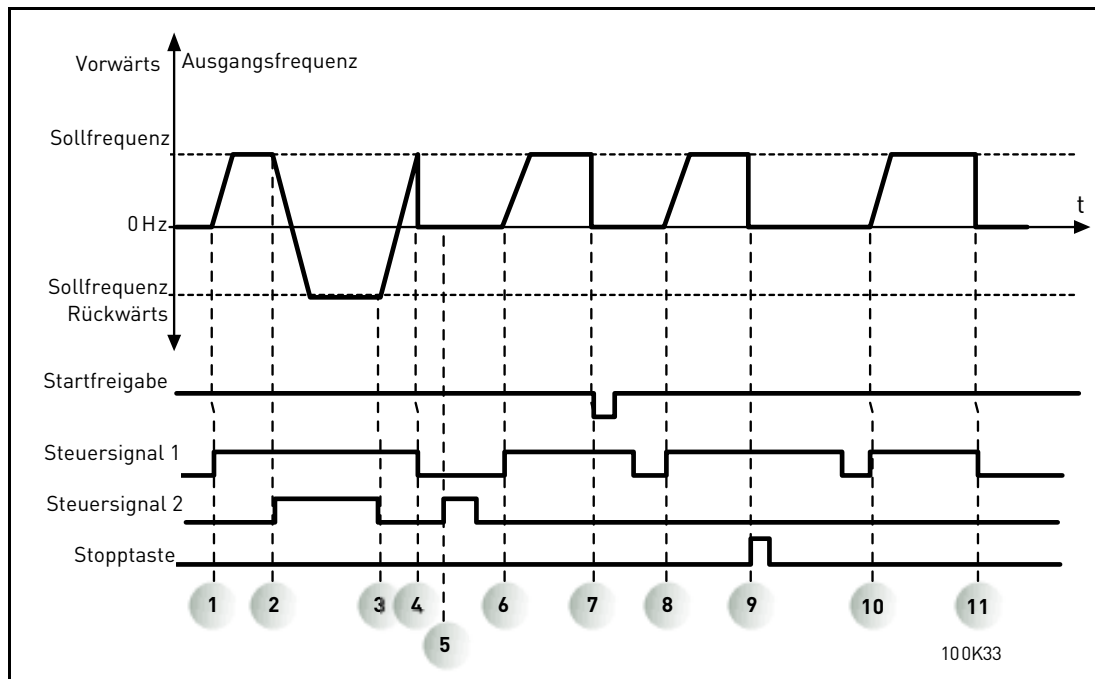 Vorwärts
Ausgangsfrequenz
Sollfrequenz
0 Hz
t
Sollfrequenz
Rückwärts
Startfreigabe
Steuersignal 1
Steuersignal 2
Stopptaste
1 2 3 4 6 7 8 9 10 11
5
100K33